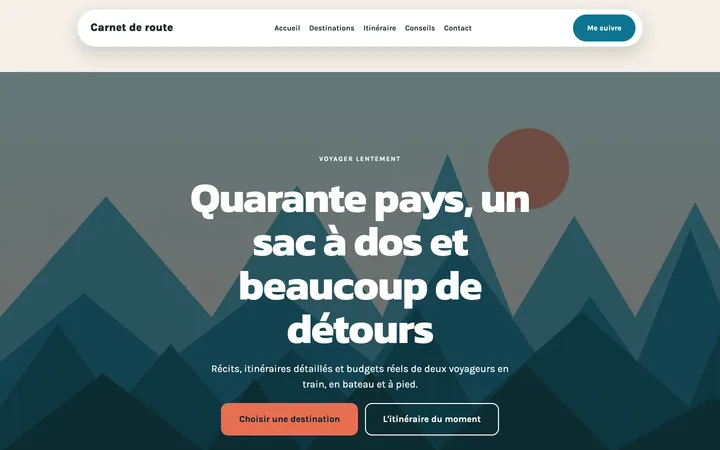 Carnet de route
Accueil Destinations Itinéraire Conseils Contact
Me suivre
VOYAGER LENTEMENT
Quarante pays, un
sac à dos et
beaucoup de
détours
Récits, itinéraires détaillés et budgets réels de deux voyageurs en
train, en bateau et à pied.
Choisir une destination
L'itinéraire du moment